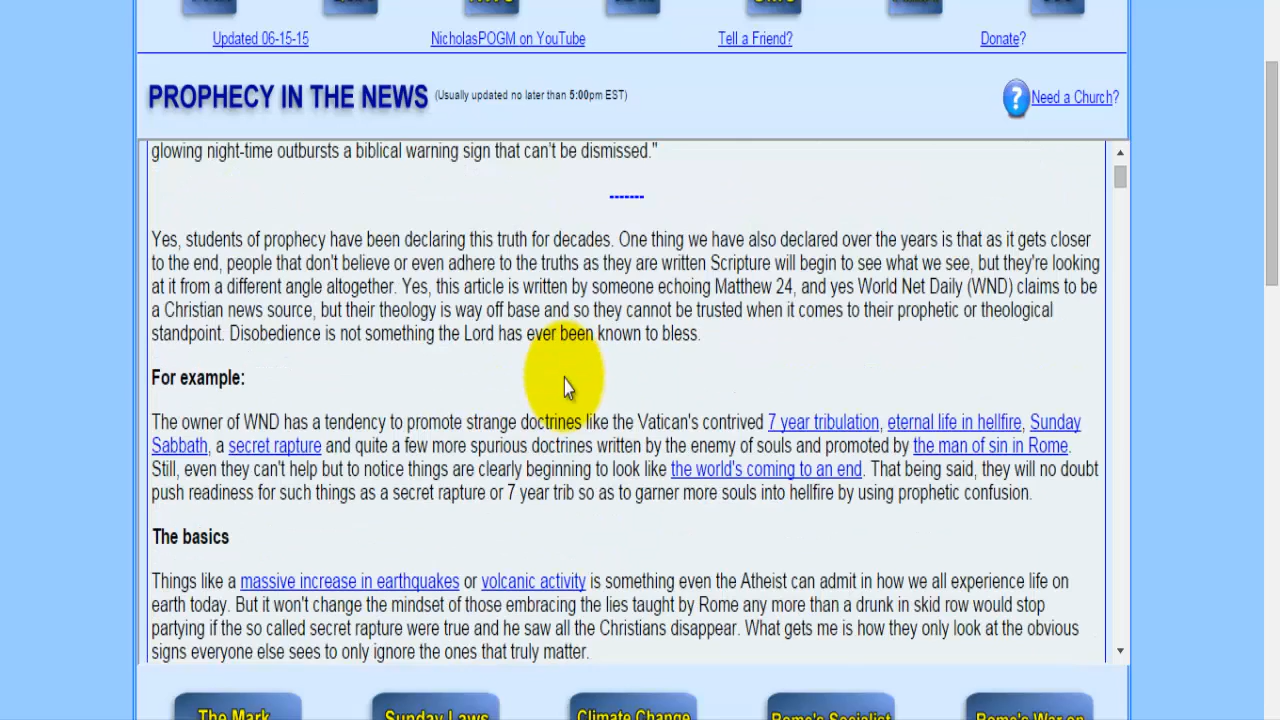 Updated 06-15-15 NicholasPOGM on YouTube Tell a Friend? Donate?
PROPHECY IN THE NEWS (Usually updated no later than 5:00pm EST) Need a Church?
glowing night-time outbursts a biblical warning sign that can't be dismissed."
-------
Yes, students of prophecy have been declaring this truth for decades. One thing we have also declared over the years is that as it gets closer
to the end, people that don't believe or even adhere to the truths as they are written Scripture will begin to see what we see, but they're looking
at it from a different angle altogether. Yes, this article is written by someone echoing Matthew 24, and yes World Net Daily (WND) claims to be
a Christian news source, but their theology is way off base and so they cannot be trusted when it comes to their prophetic or theological
standpoint. Disobedience is not something the Lord has ever been known to bless.
For example:
The owner of WND has a tendency to promote strange doctrines like the Vatican's contrived 7 year tribulation, eternal life in hellfire, Sunday
Sabbath, a secret rapture and quite a few more spurious doctrines written by the enemy of souls and promoted by the man of sin in Rome.
Still, even they can't help but to notice things are clearly beginning to look like the world's coming to an end. That being said, they will no doubt
push readiness for such things as a secret rapture or 7 year trib so as to garner more souls into hellfire by using prophetic confusion.
The basics
Things like a massive increase in earthquakes or volcanic activity is something even the Atheist can admit in how we all experience life on
earth today. But it won't change the mindset of those embracing the lies taught by Rome any more than a drunk in skid row would stop
partying if the so called secret rapture were true and he saw all the Christians disappear. What gets me is how they only look at the obvious
signs everyone else sees to only ignore the ones that truly matter.
The Mark Sunday Laws Climate Change Rome's Socialist Rome's War on